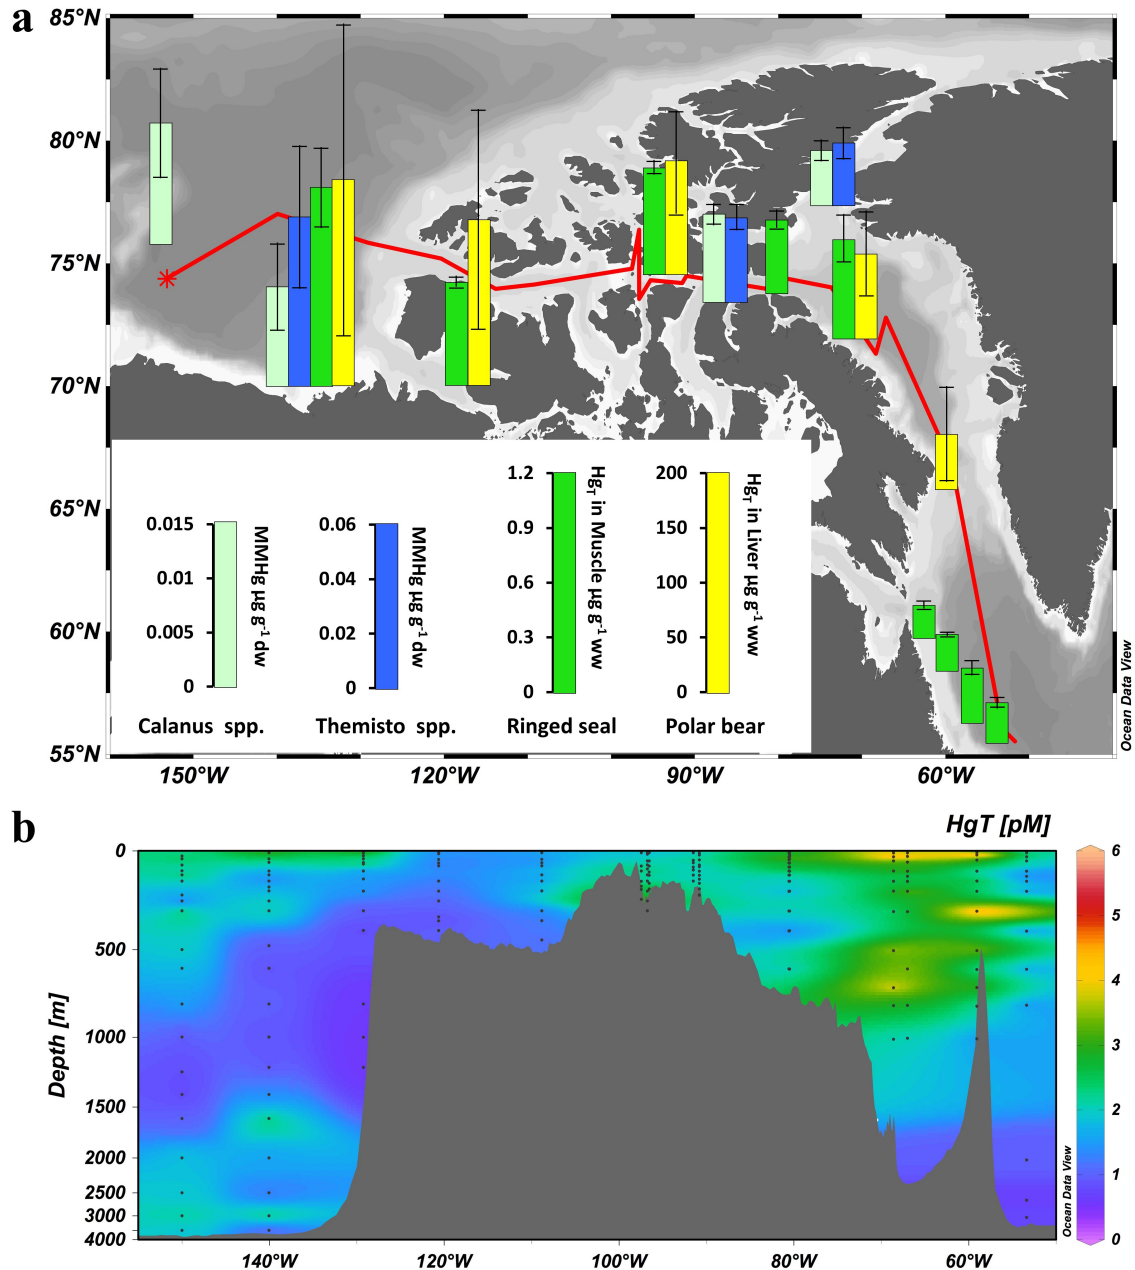 a
85°N
80°N
75°N
70°N
65°N
60°N
55°N
150°W
120°W
90°W
60°W
0.015
0.01
0.005
0
MMHg µg g-1 dw
Calanus spp.
0.06
0.04
0.02
0
MMHg µg g-1 dw
Themisto spp.
1.2
0.9
0.6
0.3
0
HgT in Muscle µg g-1 ww
Ringed seal
200
150
100
50
0
HgT in Liver µg g-1 ww
Polar bear
Ocean Data View
b
HgT [pM]
Depth [m]
0
500
1000
1500
2000
2500
3000
4000
140°W
120°W
100°W
80°W
60°W
6
5
4
3
2
1
0
Ocean Data View